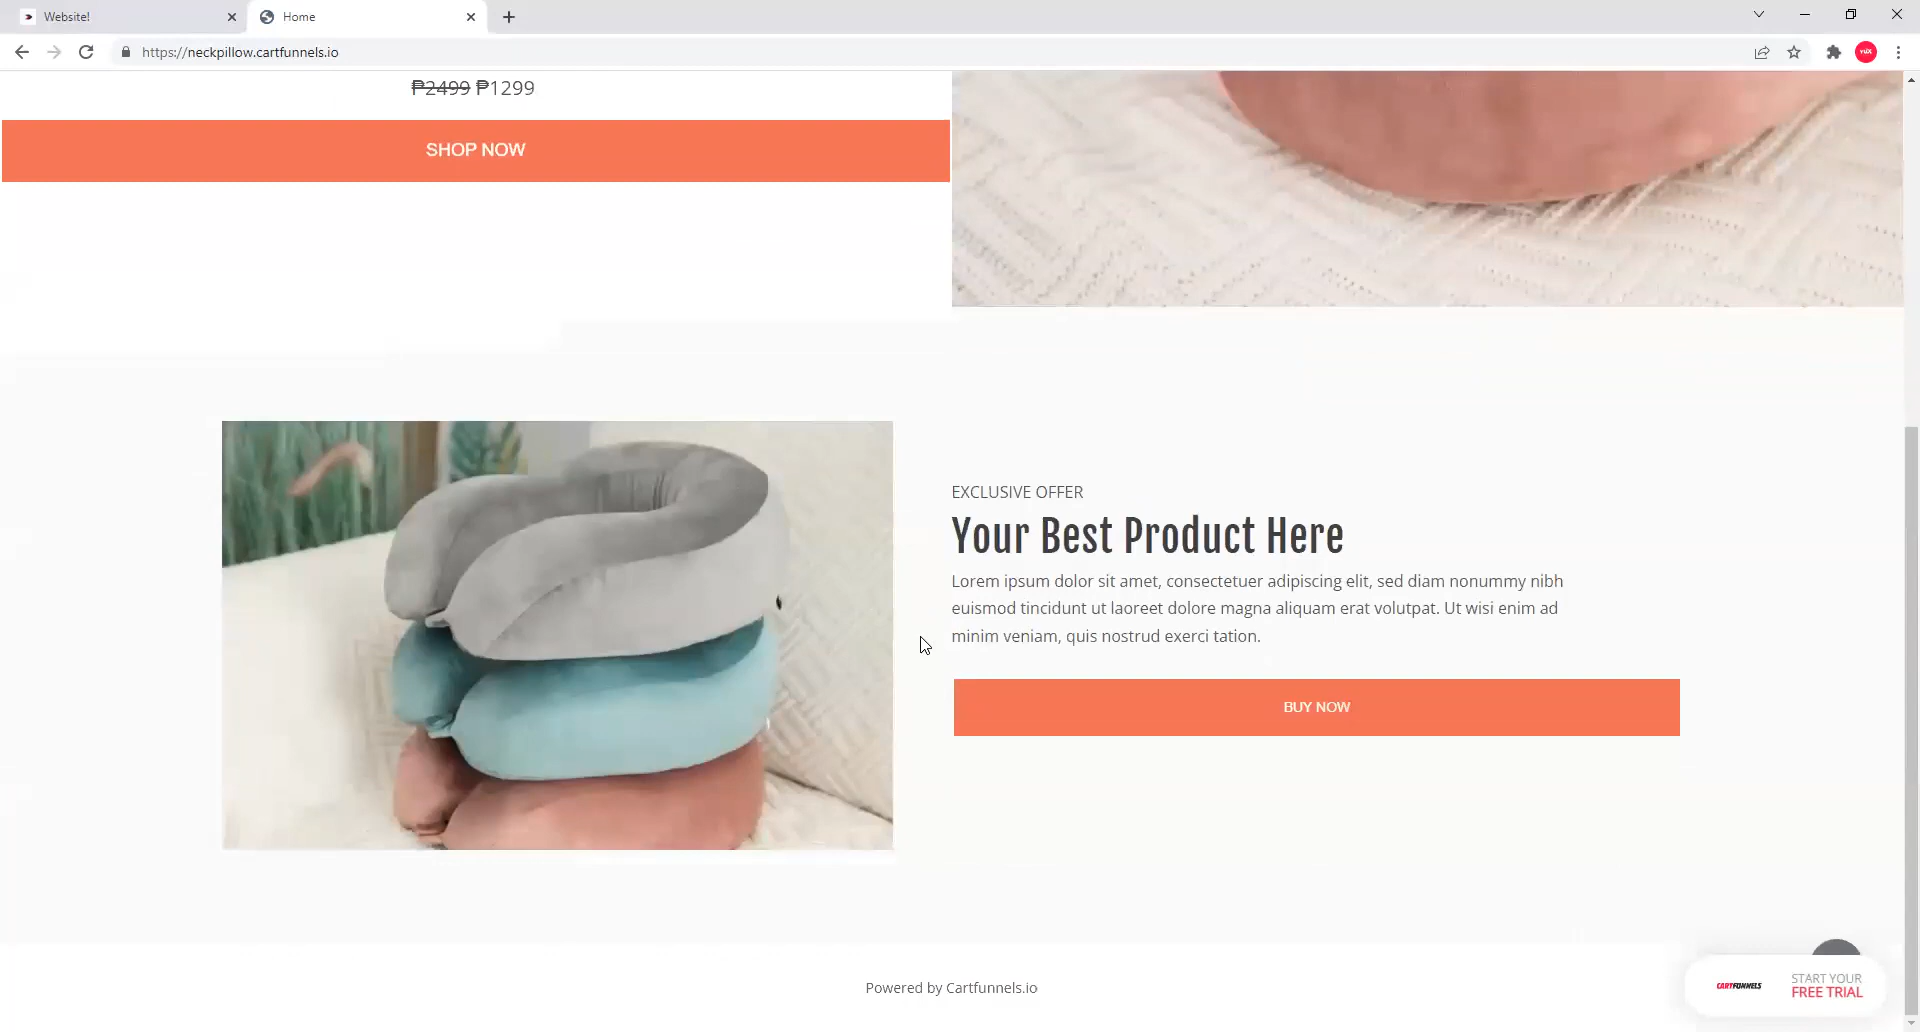 Website!
Home
https://neckpillow.cartfunnels.io
₱2499 ₱1299
SHOP NOW
EXCLUSIVE OFFER
Your Best Product Here
Lorem ipsum dolor sit amet, consectetuer adipiscing elit, sed diam nonummy nibh
euismod tincidunt ut laoreet dolore magna aliquam erat volutpat. Ut wisi enim ad
minim veniam, quis nostrud exerci tation.
BUY NOW
Powered by Cartfunnels.io
CARTFUNNELS
START YOUR
FREE TRIAL